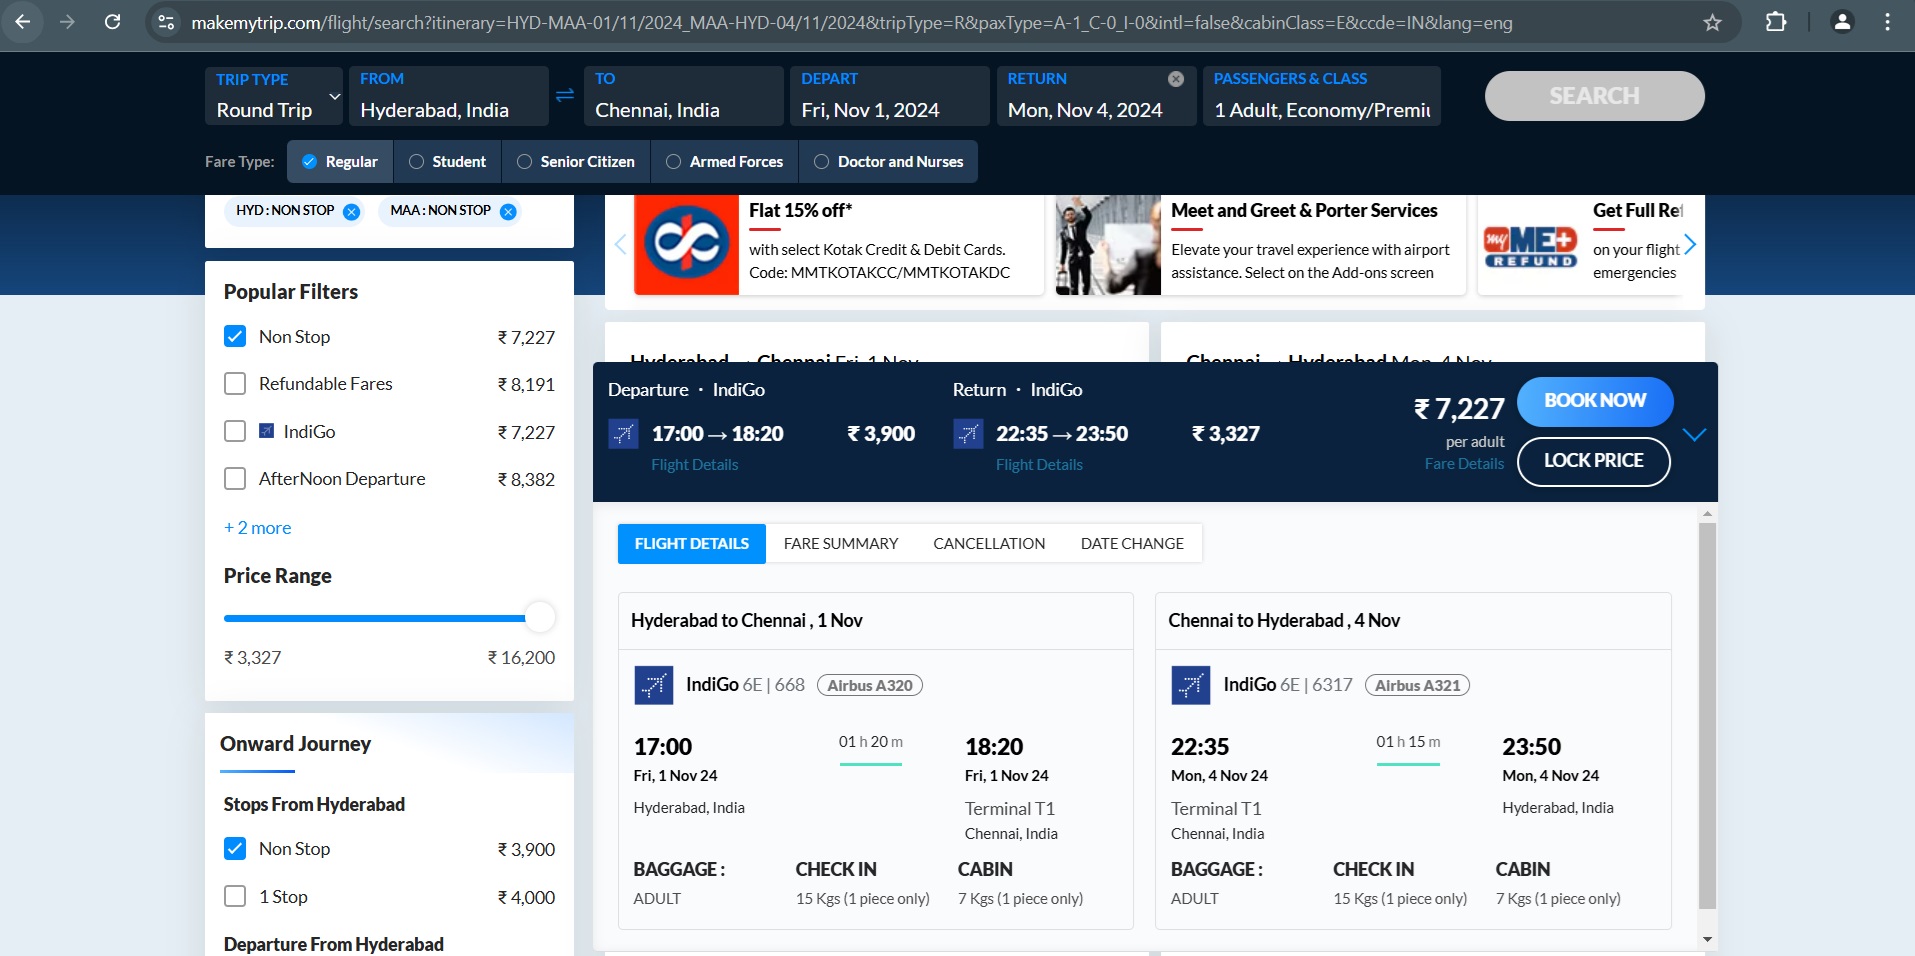 makemytrip.com/flight/search?itinerary=HYD-MAA-01/11/2024_MAA-HYD-04/11/2024&tripType=R&paxType=A-1_C-0_I-0&intl=false&cabinClass=E&ccde=IN&lang=eng
TRIP TYPE
Round Trip
FROM
Hyderabad, India
TO
Chennai, India
DEPART
Fri, Nov 1, 2024
RETURN
Mon, Nov 4, 2024
PASSENGERS & CLASS
1 Adult, Economy/Premiu
SEARCH
Fare Type:
Regular
Student
Senior Citizen
Armed Forces
Doctor and Nurses
HYD : NON STOP
MAA : NON STOP
Popular Filters
Non Stop ₹ 7,227
Refundable Fares ₹ 8,191
IndiGo ₹ 7,227
AfterNoon Departure ₹ 8,382
+ 2 more
Price Range
₹ 3,327 ₹ 16,200
Onward Journey
Stops From Hyderabad
Non Stop ₹ 3,900
1 Stop ₹ 4,000
Departure From Hyderabad
Flat 15% off*
with select Kotak Credit & Debit Cards.
Code: MMTKOTAKCC/MMTKOTAKDC
Meet and Greet & Porter Services
Elevate your travel experience with airport
assistance. Select on the Add-ons screen
my MED+
REFUND
Get Full Ref
on your flight
emergencies
Hyderabad → Chennai Fri, 1 Nov
Chennai → Hyderabad Mon, 4 Nov
Departure · IndiGo
17:00 → 18:20 ₹ 3,900
Flight Details
Return · IndiGo
22:35 → 23:50 ₹ 3,327
Flight Details
₹ 7,227
per adult
Fare Details
BOOK NOW
LOCK PRICE
FLIGHT DETAILS
FARE SUMMARY
CANCELLATION
DATE CHANGE
Hyderabad to Chennai , 1 Nov
IndiGo 6E | 668 Airbus A320
17:00 01 h 20 m 18:20
Fri, 1 Nov 24 Fri, 1 Nov 24
Hyderabad, India Terminal T1
Chennai, India
BAGGAGE : CHECK IN CABIN
ADULT 15 Kgs (1 piece only) 7 Kgs (1 piece only)
Chennai to Hyderabad , 4 Nov
IndiGo 6E | 6317 Airbus A321
22:35 01 h 15 m 23:50
Mon, 4 Nov 24 Mon, 4 Nov 24
Terminal T1 Hyderabad, India
Chennai, India
BAGGAGE : CHECK IN CABIN
ADULT 15 Kgs (1 piece only) 7 Kgs (1 piece only)